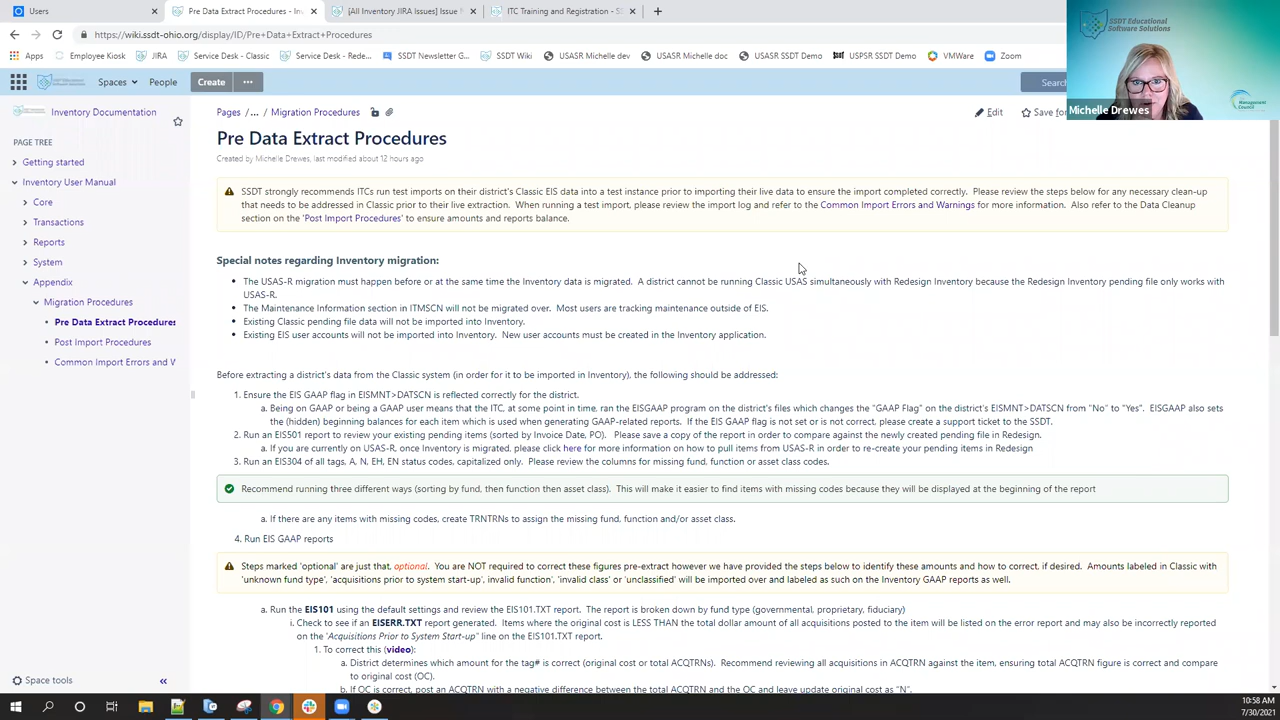 Users
Pre Data Extract Procedures - Inv
[All Inventory JIRA Issues] Issue
ITC Training and Registration - SS
https://wiki.ssdt-ohio.org/display/ID/Pre+Data+Extract+Procedures
Apps Employee Kiosk JIRA Service Desk - Classic Service Desk - Rede... SSDT Newsletter G... SSDT Wiki USASR Michelle dev USASR Michelle doc USASR SSDT Demo USPSR SSDT Demo VMWare Zoom
SSDT Educational
Software Solutions
Management
Council
Michelle Drewes
Spaces People Create ... Search
Inventory Documentation
PAGE TREE
Getting started
Inventory User Manual
Core
Transactions
Reports
System
Appendix
Migration Procedures
Pre Data Extract Procedures
Post Import Procedures
Common Import Errors and W
Space tools
Pages /... / Migration Procedures
Edit Save for
Pre Data Extract Procedures
Created by Michelle Drewes, last modified about 12 hours ago
SSDT strongly recommends ITCs run test imports on their district's Classic EIS data into a test instance prior to importing their live data to ensure the import completed correctly. Please review the steps below for any necessary clean-up
that needs to be addressed in Classic prior to their live extraction. When running a test import, please review the import log and refer to the Common Import Errors and Warnings for more information. Also refer to the Data Cleanup
section on the 'Post Import Procedures' to ensure amounts and reports balance.
Special notes regarding Inventory migration:
• The USAS-R migration must happen before or at the same time the Inventory data is migrated. A district cannot be running Classic USAS simultaneously with Redesign Inventory because the Redesign Inventory pending file only works with
USAS-R.
• The Maintenance Information section in ITMSCN will not be migrated over. Most users are tracking maintenance outside of EIS.
• Existing Classic pending file data will not be imported into Inventory.
• Existing EIS user accounts will not be imported into Inventory. New user accounts must be created in the Inventory application.
Before extracting a district's data from the Classic system (in order for it to be imported in Inventory), the following should be addressed:
1. Ensure the EIS GAAP flag in EISMNT>DATSCN is reflected correctly for the district.
a. Being on GAAP or being a GAAP user means that the ITC, at some point in time, ran the EISGAAP program on the district's files which changes the "GAAP Flag" on the district's EISMNT>DATSCN from "No" to "Yes". EISGAAP also sets
the (hidden) beginning balances for each item which is used when generating GAAP-related reports. If the EIS GAAP flag is not set or is not correct, please create a support ticket to the SSDT.
2. Run an EIS501 report to review your existing pending items (sorted by Invoice Date, PO). Please save a copy of the report in order to compare against the newly created pending file in Redesign.
a. If you are currently on USAS-R, once Inventory is migrated, please click here for more information on how to pull items from USAS-R in order to re-create your pending items in Redesign
3. Run an EIS304 of all tags, A, N, EH, EN status codes, capitalized only. Please review the columns for missing fund, function or asset class codes.
Recommend running three different ways (sorting by fund, then function then asset class). This will make it easier to find items with missing codes because they will be displayed at the beginning of the report
a. If there are any items with missing codes, create TRNTRNs to assign the missing fund, function and/or asset class.
4. Run EIS GAAP reports
Steps marked 'optional' are just that, optional. You are NOT required to correct these figures pre-extract however we have provided the steps below to identify these amounts and how to correct, if desired. Amounts labeled in Classic with
'unknown fund type', 'acquisitions prior to system start-up', invalid function', 'invalid class' or 'unclassified' will be imported over and labeled as such on the Inventory GAAP reports as well.
a. Run the EIS101 using the default settings and review the EIS101.TXT report. The report is broken down by fund type (governmental, proprietary, fiduciary)
i. Check to see if an EISERR.TXT report generated. Items where the original cost is LESS THAN the total dollar amount of all acquisitions posted to the item will be listed on the error report and may also be incorrectly reported
on the "Acquisitions Prior to System Start-up" line on the EIS101.TXT report.
1. To correct this (video):
a. District determines which amount for the tag# is correct (original cost or total ACQTRNs). Recommend reviewing all acquisitions in ACQTRN against the item, ensuring total ACQTRN figure is correct and compare
to original cost (OC).
b. If OC is correct, post an ACQTRN with a negative difference between the total ACQTRN and the OC and leave update original cost as "N".
10:58 AM
7/30/2021